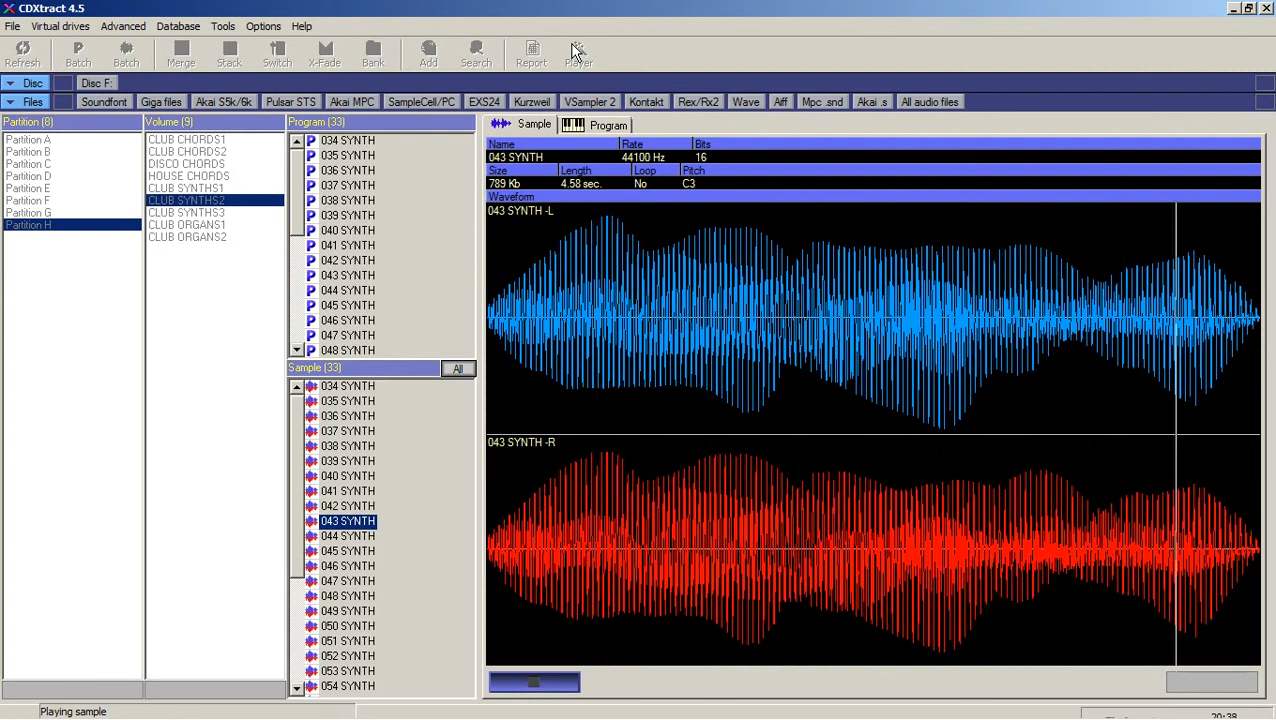 CDXtract 4.5
File Virtual drives Advanced Database Tools Options Help
Refresh Batch Batch Merge Stack Switch X-Fade Bank Add Search Report Player
Disc Disc F:
Files Soundfont Giga files Akai S5k/6k Pulsar STS Akai MPC SampleCell/PC EXS24 Kurzweil VSampler 2 Kontakt Rex/Rx2 Wave Aiff Mpc .snd Akai .s All audio files
Partition (8)
Partition A
Partition B
Partition C
Partition D
Partition E
Partition F
Partition G
Partition H
Volume (9)
CLUB CHORDS1
CLUB CHORDS2
DISCO CHORDS
HOUSE CHORDS
CLUB SYNTHS1
CLUB SYNTHS2
CLUB SYNTHS3
CLUB ORGANS1
CLUB ORGANS2
Program (33)
P 034 SYNTH
P 035 SYNTH
P 036 SYNTH
P 037 SYNTH
P 038 SYNTH
P 039 SYNTH
P 040 SYNTH
P 041 SYNTH
P 042 SYNTH
P 043 SYNTH
P 044 SYNTH
P 045 SYNTH
P 046 SYNTH
P 047 SYNTH
P 048 SYNTH
Sample (33) All
034 SYNTH
035 SYNTH
036 SYNTH
037 SYNTH
038 SYNTH
039 SYNTH
040 SYNTH
041 SYNTH
042 SYNTH
043 SYNTH
044 SYNTH
045 SYNTH
046 SYNTH
047 SYNTH
048 SYNTH
049 SYNTH
050 SYNTH
051 SYNTH
052 SYNTH
053 SYNTH
054 SYNTH
Sample Program
Name Rate Bits
043 SYNTH 44100 Hz 16
Size Length Loop Pitch
789 Kb 4.58 sec. No C3
Waveform
043 SYNTH -L
043 SYNTH -R
Playing sample
20:38